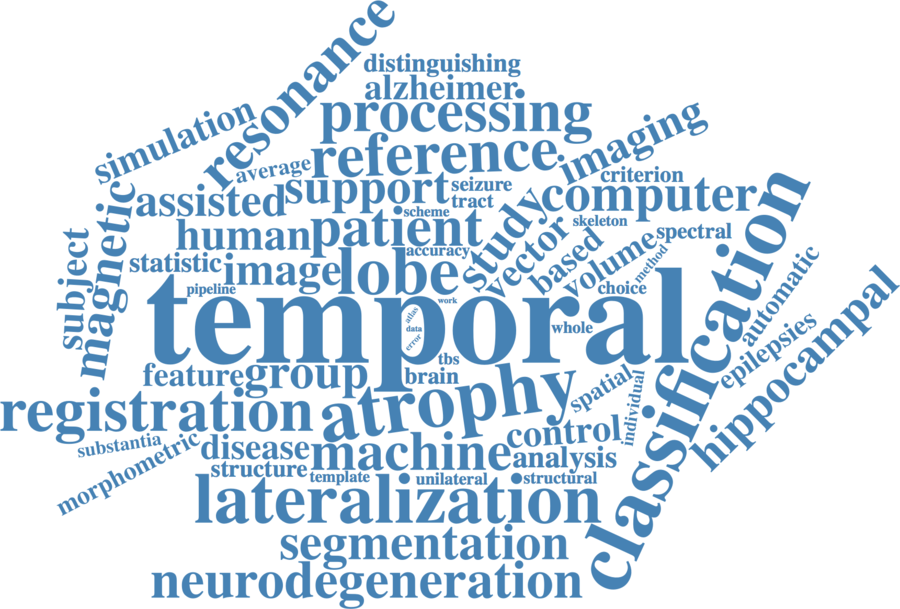 resonance
distinguishing
alzheimer
processing
simulation
reference
imaging
average
support
seizure
criterion
assisted
tract
computer
magnetic
scheme
study
skeleton
human
patient
vector
spectral
subject
accuracy
based
volume
statistic
image
lobe
method
classification
pipeline
choice
automatic
temporal
work
atlas
data
error
whole
hippocampal
tbs
epilepsies
feature
group
brain
spatial
registration
atrophy
individual
substantia
morphometric
disease
machine
control
structure
analysis
template
unilateral
structural
lateralization
segmentation
neurodegeneration